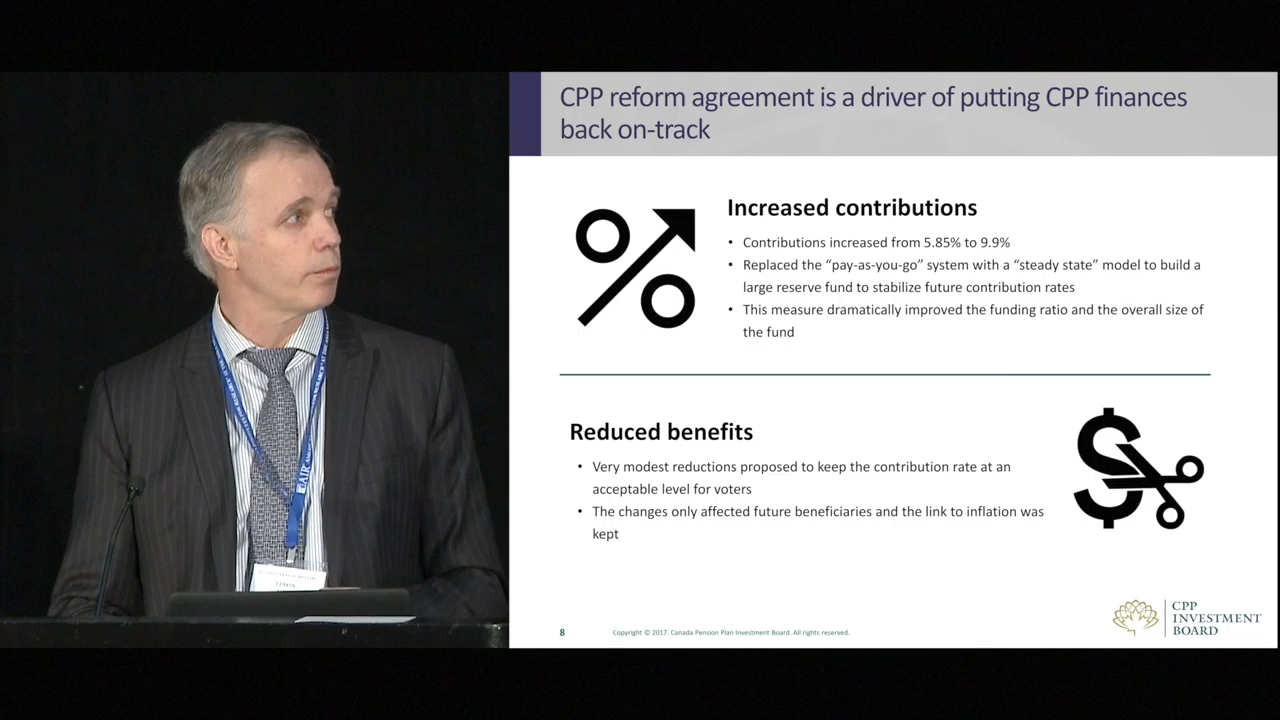 CPP reform agreement is a driver of putting CPP finances
back on-track
Increased contributions
• Contributions increased from 5.85% to 9.9%
• Replaced the “pay-as-you-go” system with a “steady state” model to build a
large reserve fund to stabilize future contribution rates
• This measure dramatically improved the funding ratio and the overall size of
the fund
Reduced benefits
• Very modest reductions proposed to keep the contribution rate at an
acceptable level for voters
• The changes only affected future beneficiaries and the link to inflation was
kept
8
Copyright © 2017. Canada Pension Plan Investment Board. All rights reserved.
CPP
INVESTMENT
BOARD